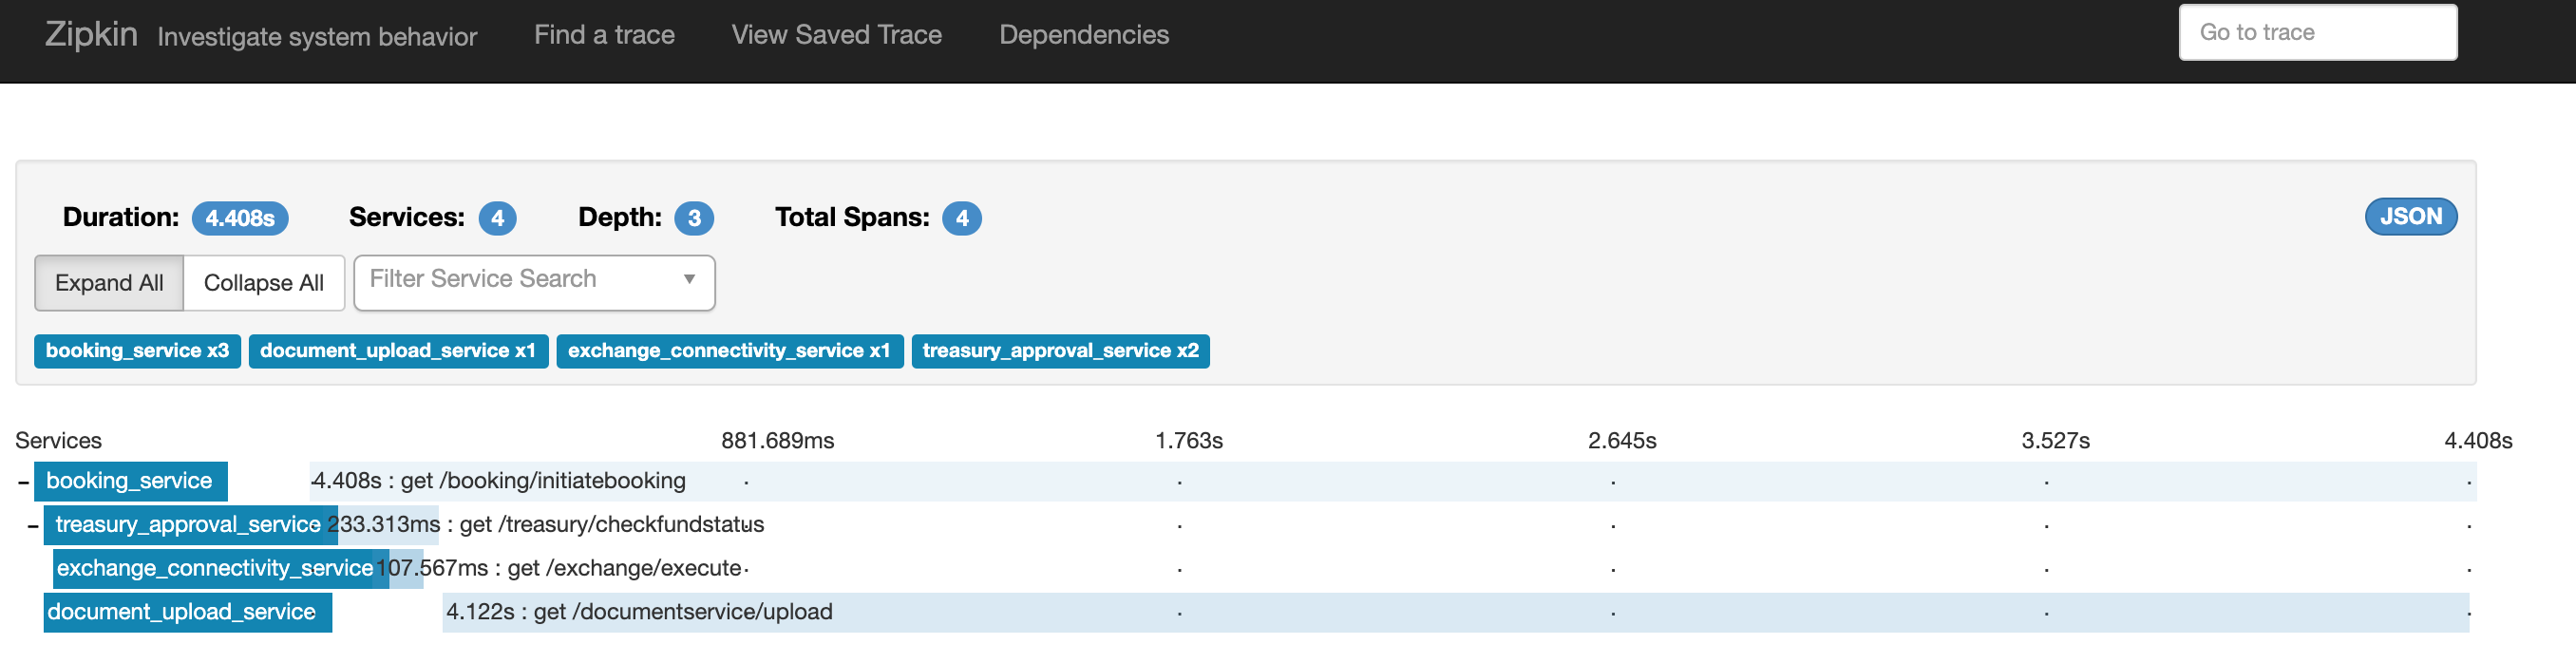 Zipkin Investigate system behavior Find a trace View Saved Trace Dependencies Go to trace
Duration: 4.408s Services: 4 Depth: 3 Total Spans: 4 JSON
Expand All Collapse All Filter Service Search
booking_service x3 document_upload_service x1 exchange_connectivity_service x1 treasury_approval_service x2
Services 881.689ms 1.763s 2.645s 3.527s 4.408s
- booking_service 4.408s : get /booking/initiatebooking
- treasury_approval_service 233.313ms : get /treasury/checkfundstatus
exchange_connectivity_service 107.567ms : get /exchange/execute
document_upload_service 4.122s : get /documentservice/upload